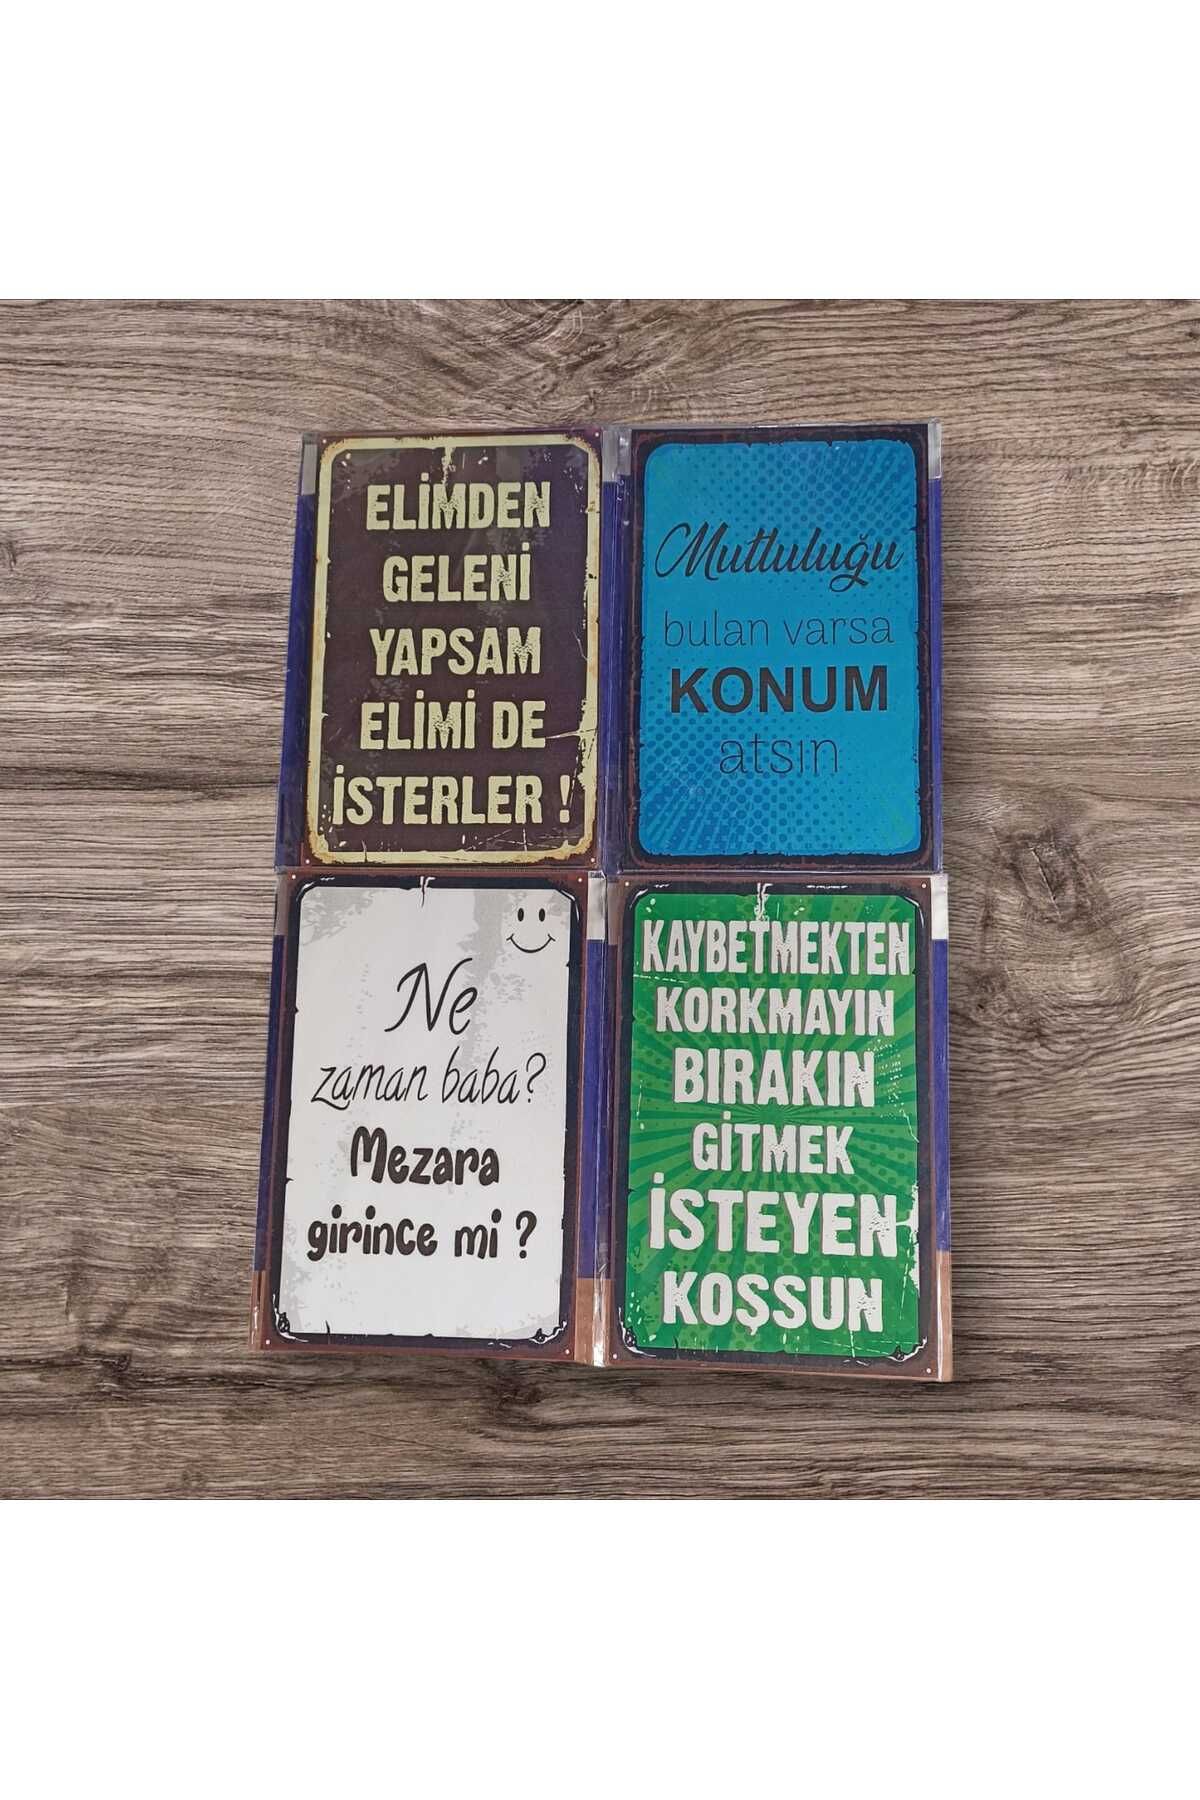 ELİMDEN
GELENİ
YAPSAM
ELİMİ DE
İSTERLER !
Mutluluğu
bulan varsa
KONUM
atsın
Ne
zaman baba?
Mezara
girince mi ?
KAYBETMEKTEN
KORKMAYIN
BIRAKIN
GİTMEK
İSTEYEN
KOŞSUN